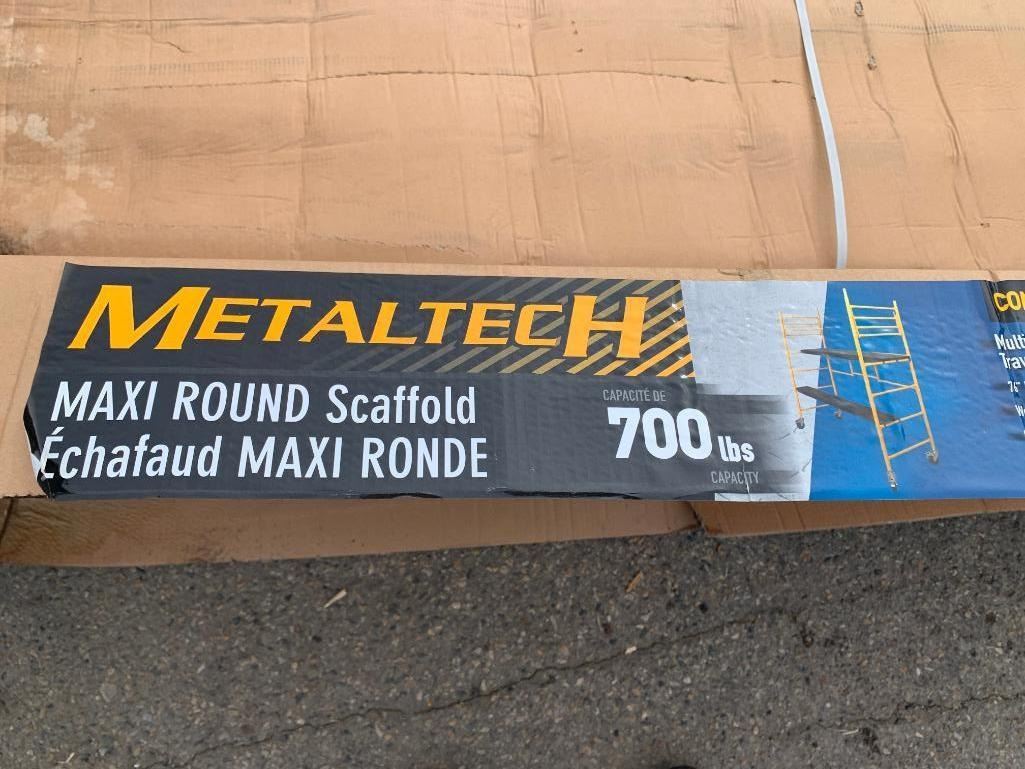 METALTECH
MAXI ROUND Scaffold
Échafaud MAXI RONDE
CAPACITÉ DE
700 lbs
CAPACITY